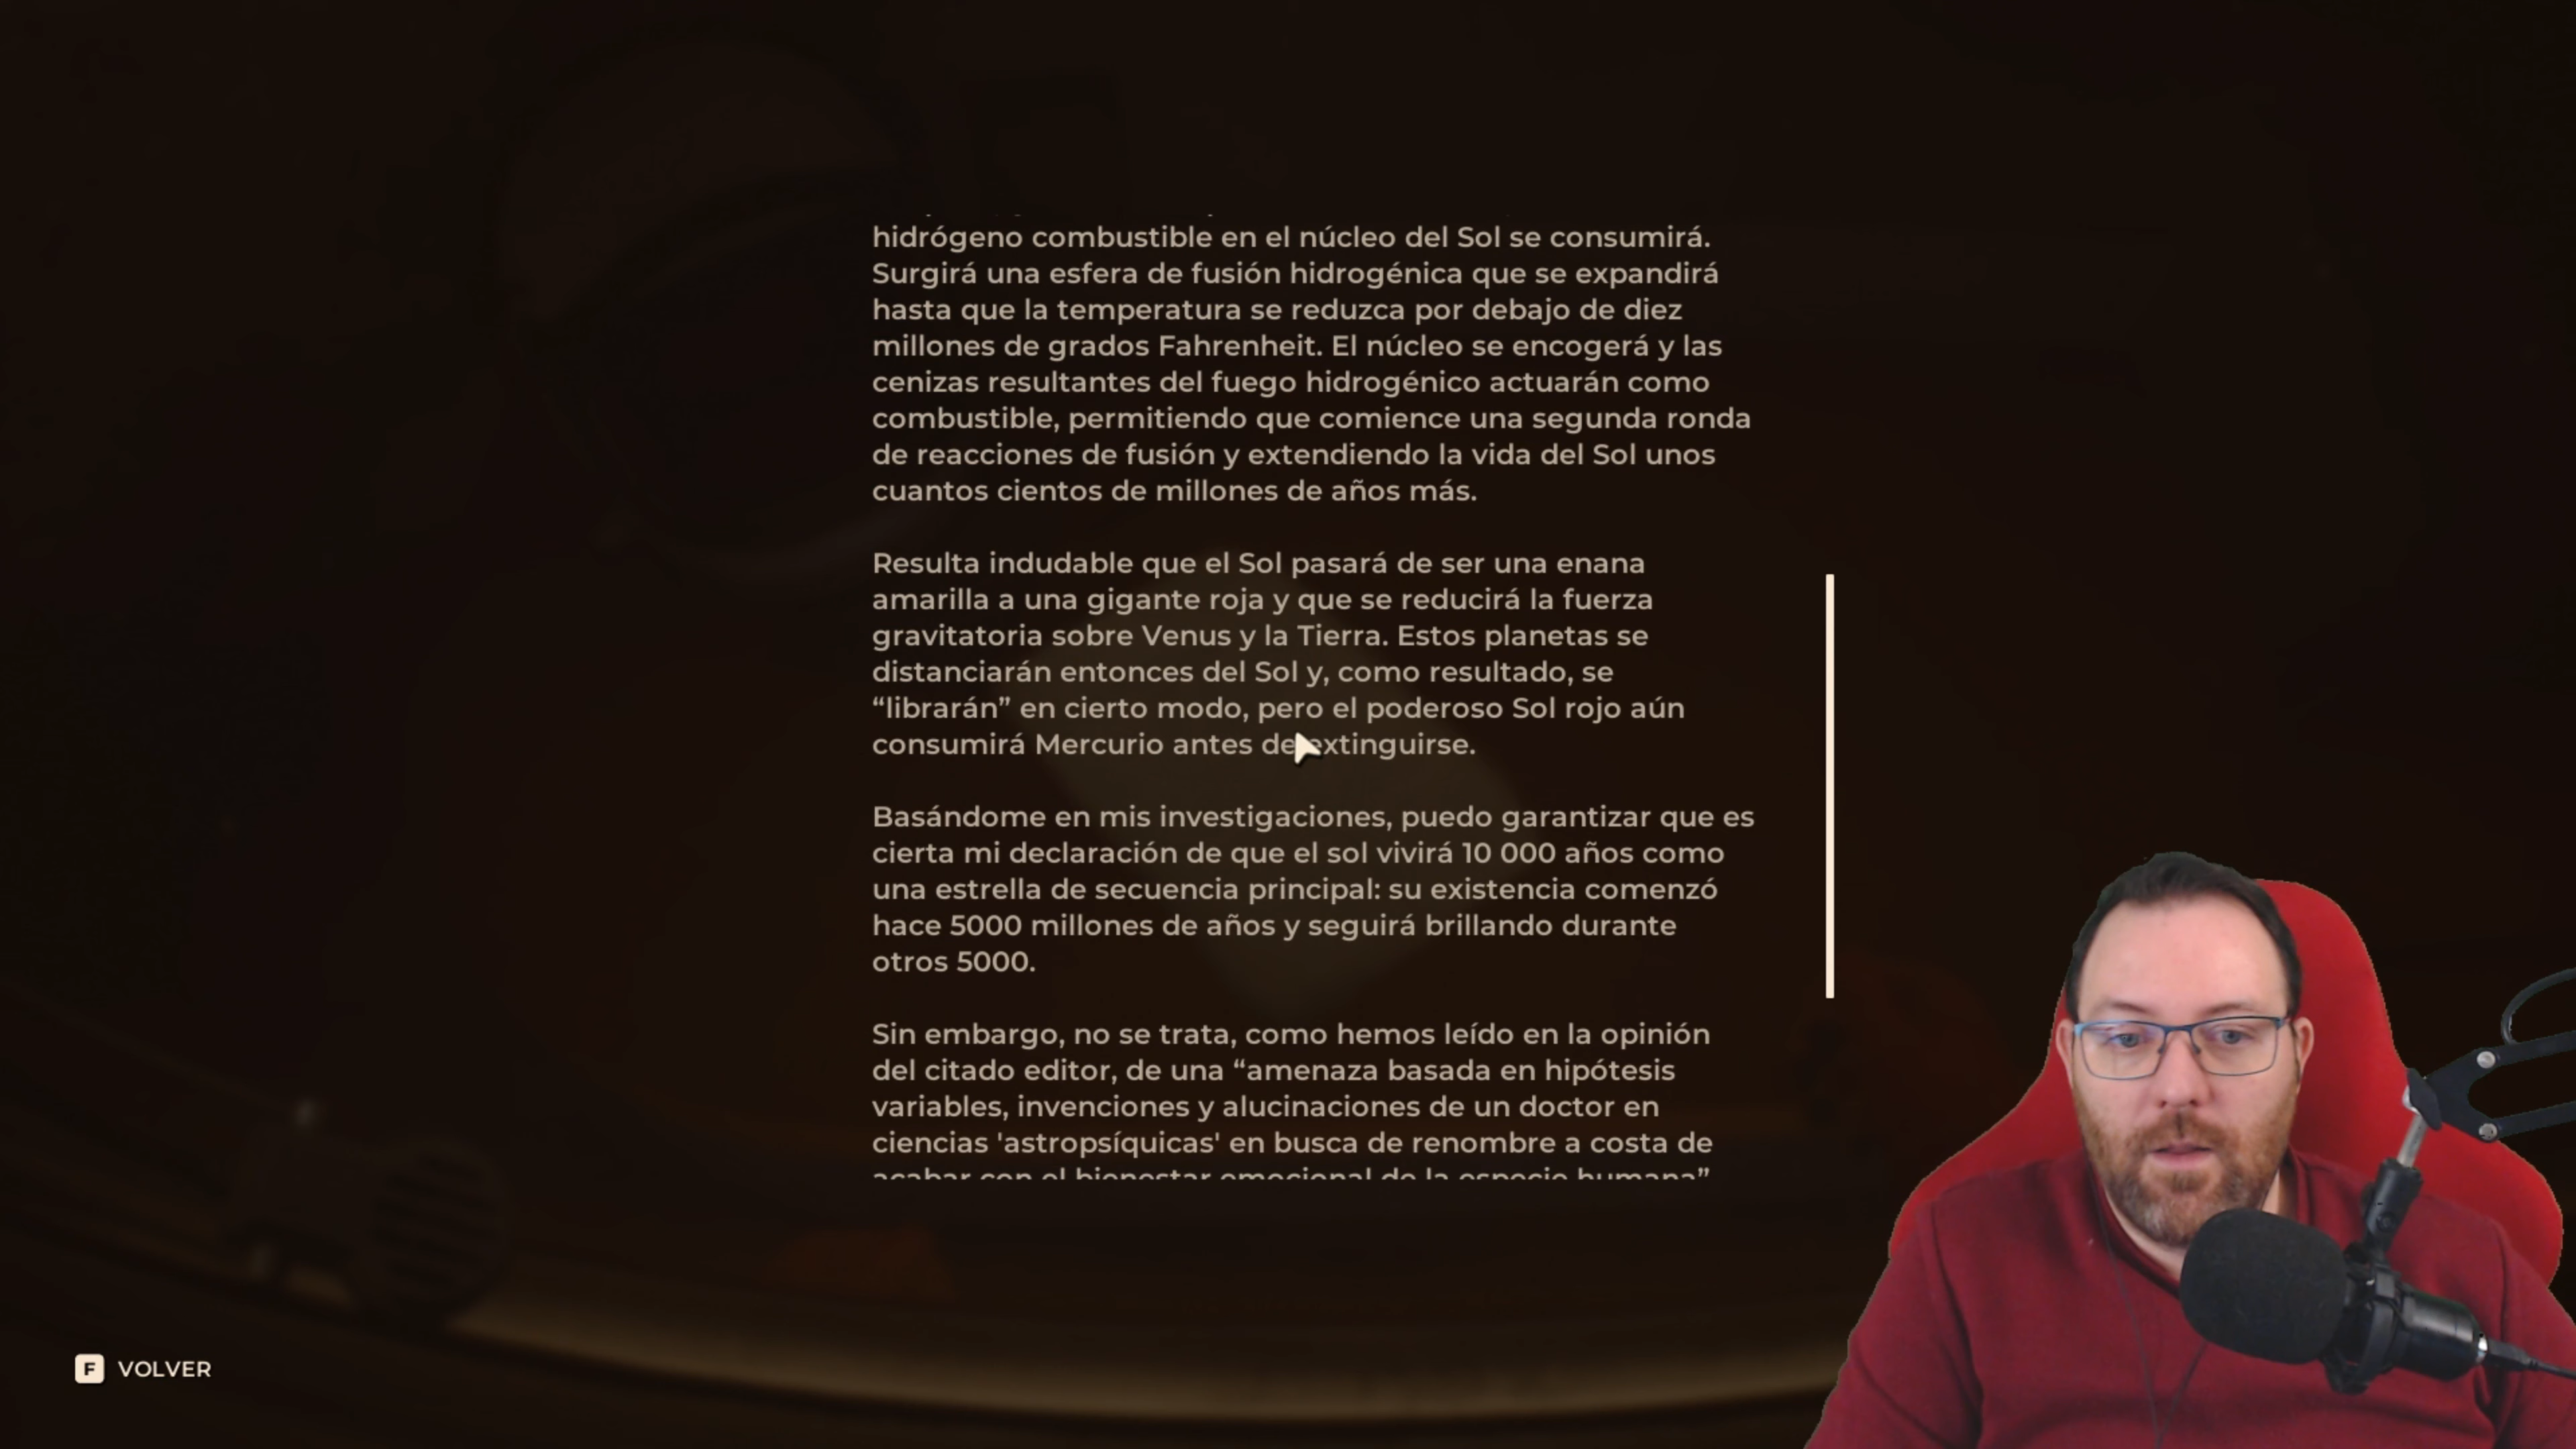 hidrógeno combustible en el núcleo del Sol se consumirá.
Surgirá una esfera de fusión hidrogénica que se expandirá
hasta que la temperatura se reduzca por debajo de diez
millones de grados Fahrenheit. El núcleo se encogerá y las
cenizas resultantes del fuego hidrogénico actuarán como
combustible, permitiendo que comience una segunda ronda
de reacciones de fusión y extendiendo la vida del Sol unos
cuantos cientos de millones de años más.
Resulta indudable que el Sol pasará de ser una enana
amarilla a una gigante roja y que se reducirá la fuerza
gravitatoria sobre Venus y la Tierra. Estos planetas se
distanciarán entonces del Sol y, como resultado, se
“librarán” en cierto modo, pero el poderoso Sol rojo aún
consumirá Mercurio antes de extinguirse.
Basándome en mis investigaciones, puedo garantizar que es
cierta mi declaración de que el sol vivirá 10 000 años como
una estrella de secuencia principal: su existencia comenzó
hace 5000 millones de años y seguirá brillando durante
otros 5000.
Sin embargo, no se trata, como hemos leído en la opinión
del citado editor, de una “amenaza basada en hipótesis
variables, invenciones y alucinaciones de un doctor en
ciencias 'astropsíquicas' en busca de renombre a costa de
acabar con el bienestar emocional de la especie humana”
F VOLVER